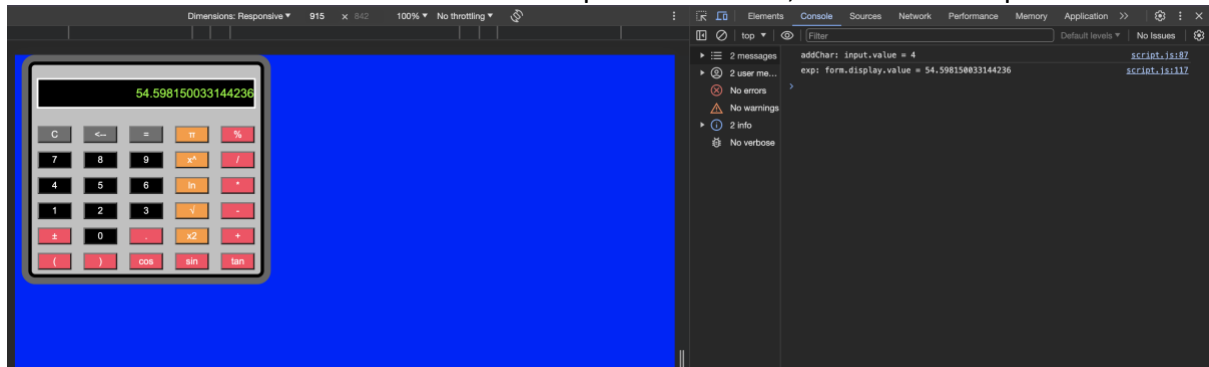 Dimensions: Responsive ▼ 915 × 842 100% ▼ No throttling ▼
Elements Console Sources Network Performance Memory Application >>
top ▼ Filter Default levels ▼ No Issues
2 messages
2 user me...
No errors
No warnings
2 info
No verbose
addChar: input.value = 4 script.js:87
exp: form.display.value = 54.598150033144236 script.js:117
>
54.598150033144236
C <-- = π %
7 8 9 x^ /
4 5 6 ln *
1 2 3 √ -
± 0 . x2 +
( ) cos sin tan